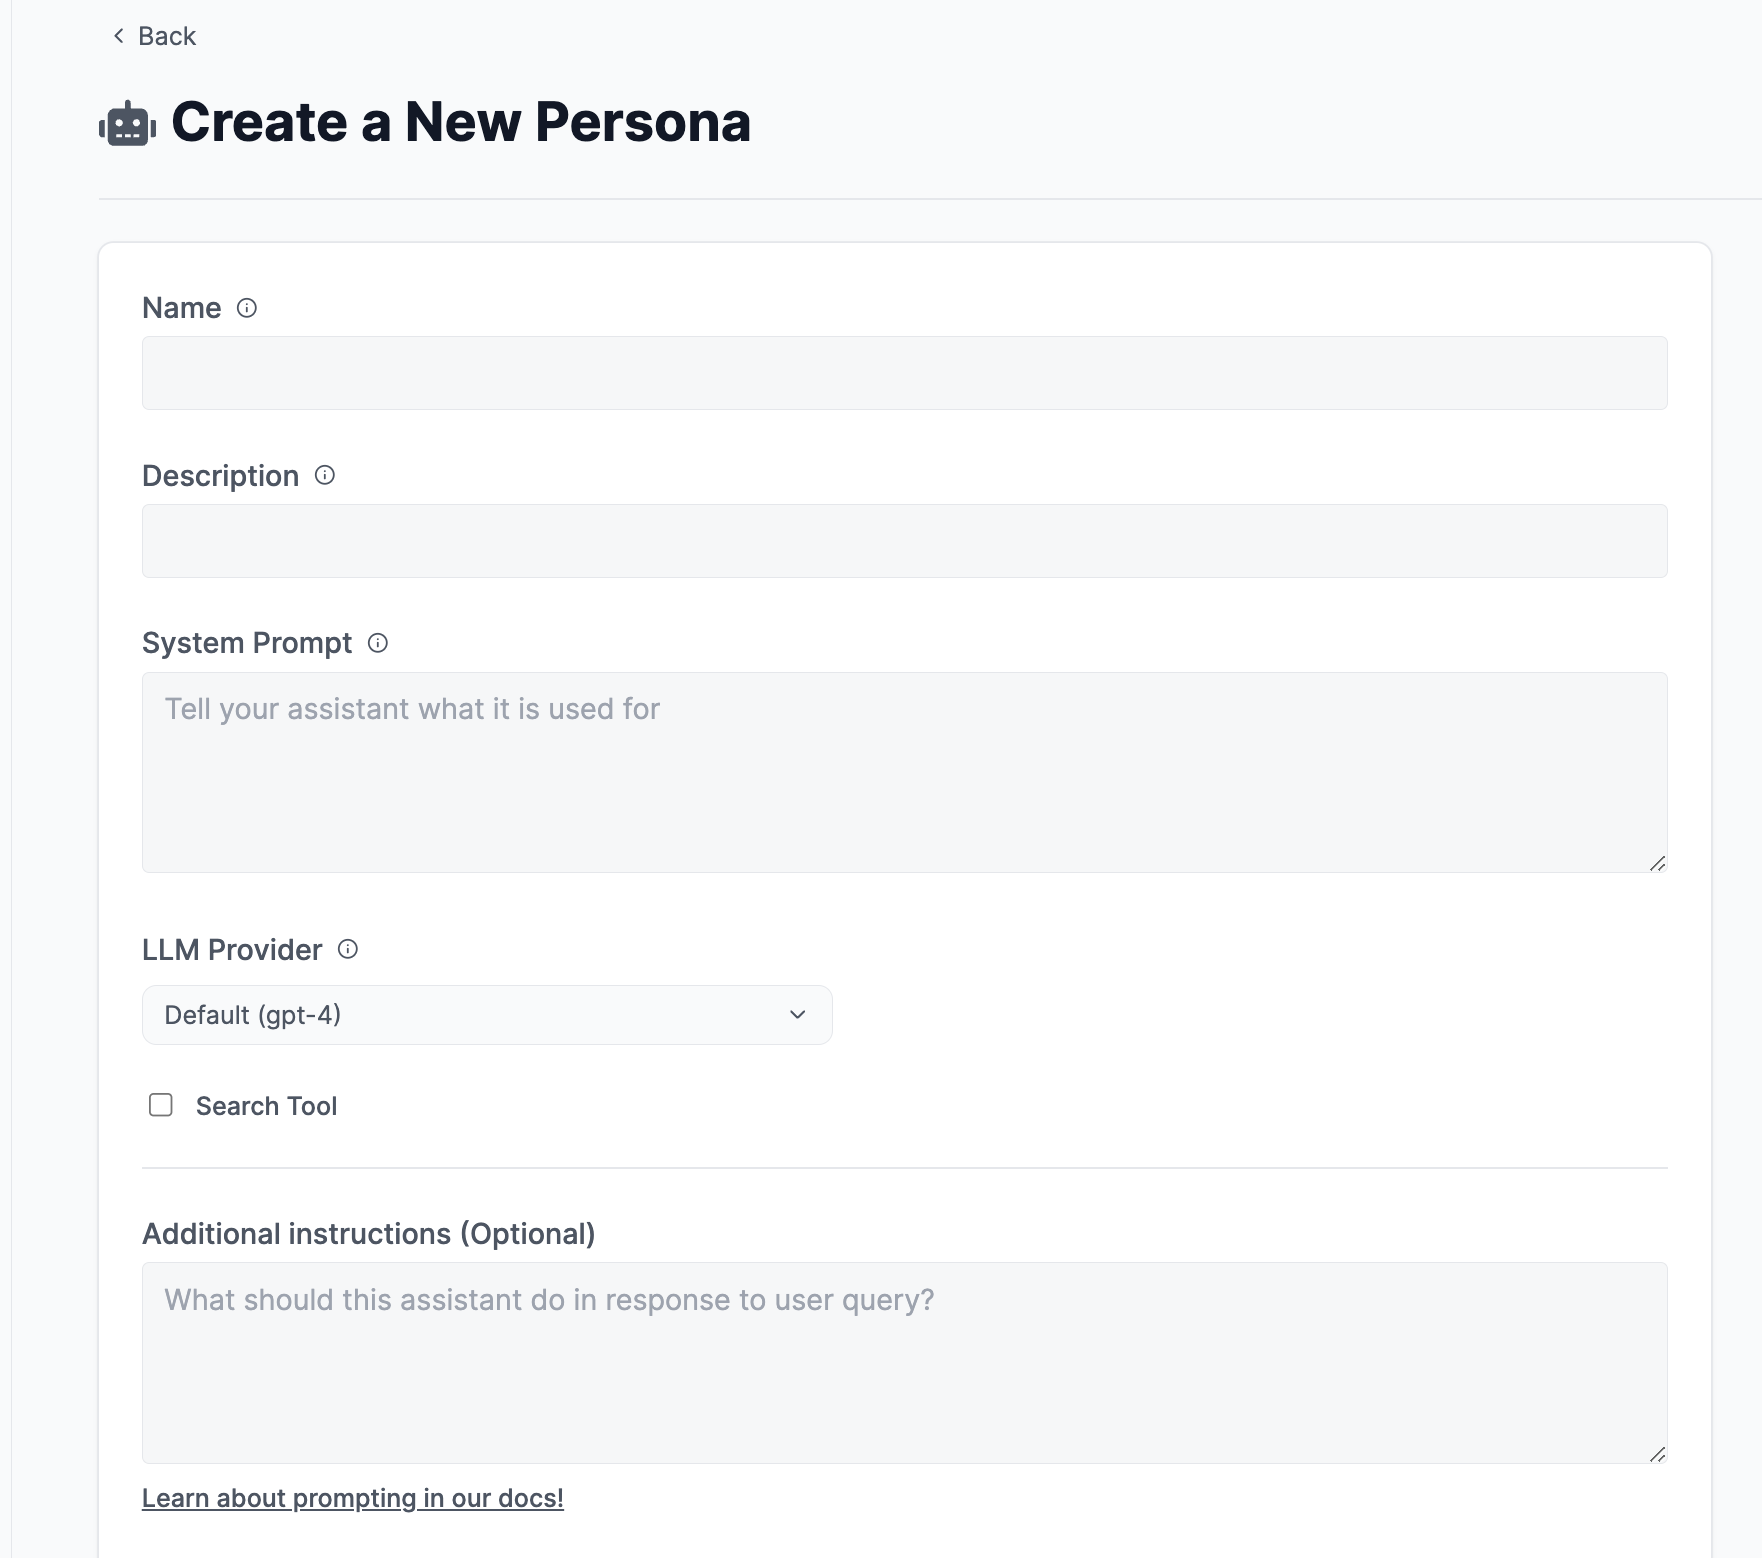 Back
Create a New Persona
Name
Description
System Prompt
Tell your assistant what it is used for
LLM Provider
Default (gpt-4)
Search Tool
Additional instructions (Optional)
What should this assistant do in response to user query?
Learn about prompting in our docs!